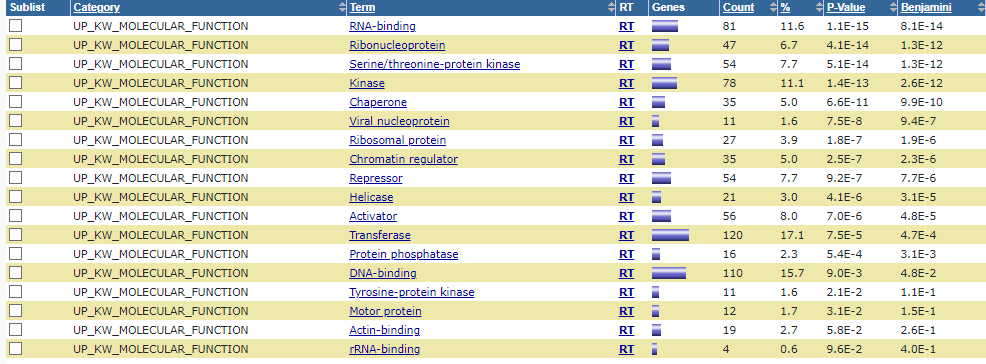 Sublist Category Term RT Genes Count % P-Value Benjamini
UP_KW_MOLECULAR_FUNCTION RNA-binding RT 81 11.6 1.1E-15 8.1E-14
UP_KW_MOLECULAR_FUNCTION Ribonucleoprotein RT 47 6.7 4.1E-14 1.3E-12
UP_KW_MOLECULAR_FUNCTION Serine/threonine-protein kinase RT 54 7.7 5.1E-14 1.3E-12
UP_KW_MOLECULAR_FUNCTION Kinase RT 78 11.1 1.4E-13 2.6E-12
UP_KW_MOLECULAR_FUNCTION Chaperone RT 35 5.0 6.6E-11 9.9E-10
UP_KW_MOLECULAR_FUNCTION Viral nucleoprotein RT 11 1.6 7.5E-8 9.4E-7
UP_KW_MOLECULAR_FUNCTION Ribosomal protein RT 27 3.9 1.8E-7 1.9E-6
UP_KW_MOLECULAR_FUNCTION Chromatin regulator RT 35 5.0 2.5E-7 2.3E-6
UP_KW_MOLECULAR_FUNCTION Repressor RT 54 7.7 9.2E-7 7.7E-6
UP_KW_MOLECULAR_FUNCTION Helicase RT 21 3.0 4.1E-6 3.1E-5
UP_KW_MOLECULAR_FUNCTION Activator RT 56 8.0 7.0E-6 4.8E-5
UP_KW_MOLECULAR_FUNCTION Transferase RT 120 17.1 7.5E-5 4.7E-4
UP_KW_MOLECULAR_FUNCTION Protein phosphatase RT 16 2.3 5.4E-4 3.1E-3
UP_KW_MOLECULAR_FUNCTION DNA-binding RT 110 15.7 9.0E-3 4.8E-2
UP_KW_MOLECULAR_FUNCTION Tyrosine-protein kinase RT 11 1.6 2.1E-2 1.1E-1
UP_KW_MOLECULAR_FUNCTION Motor protein RT 12 1.7 3.1E-2 1.5E-1
UP_KW_MOLECULAR_FUNCTION Actin-binding RT 19 2.7 5.8E-2 2.6E-1
UP_KW_MOLECULAR_FUNCTION rRNA-binding RT 4 0.6 9.6E-2 4.0E-1